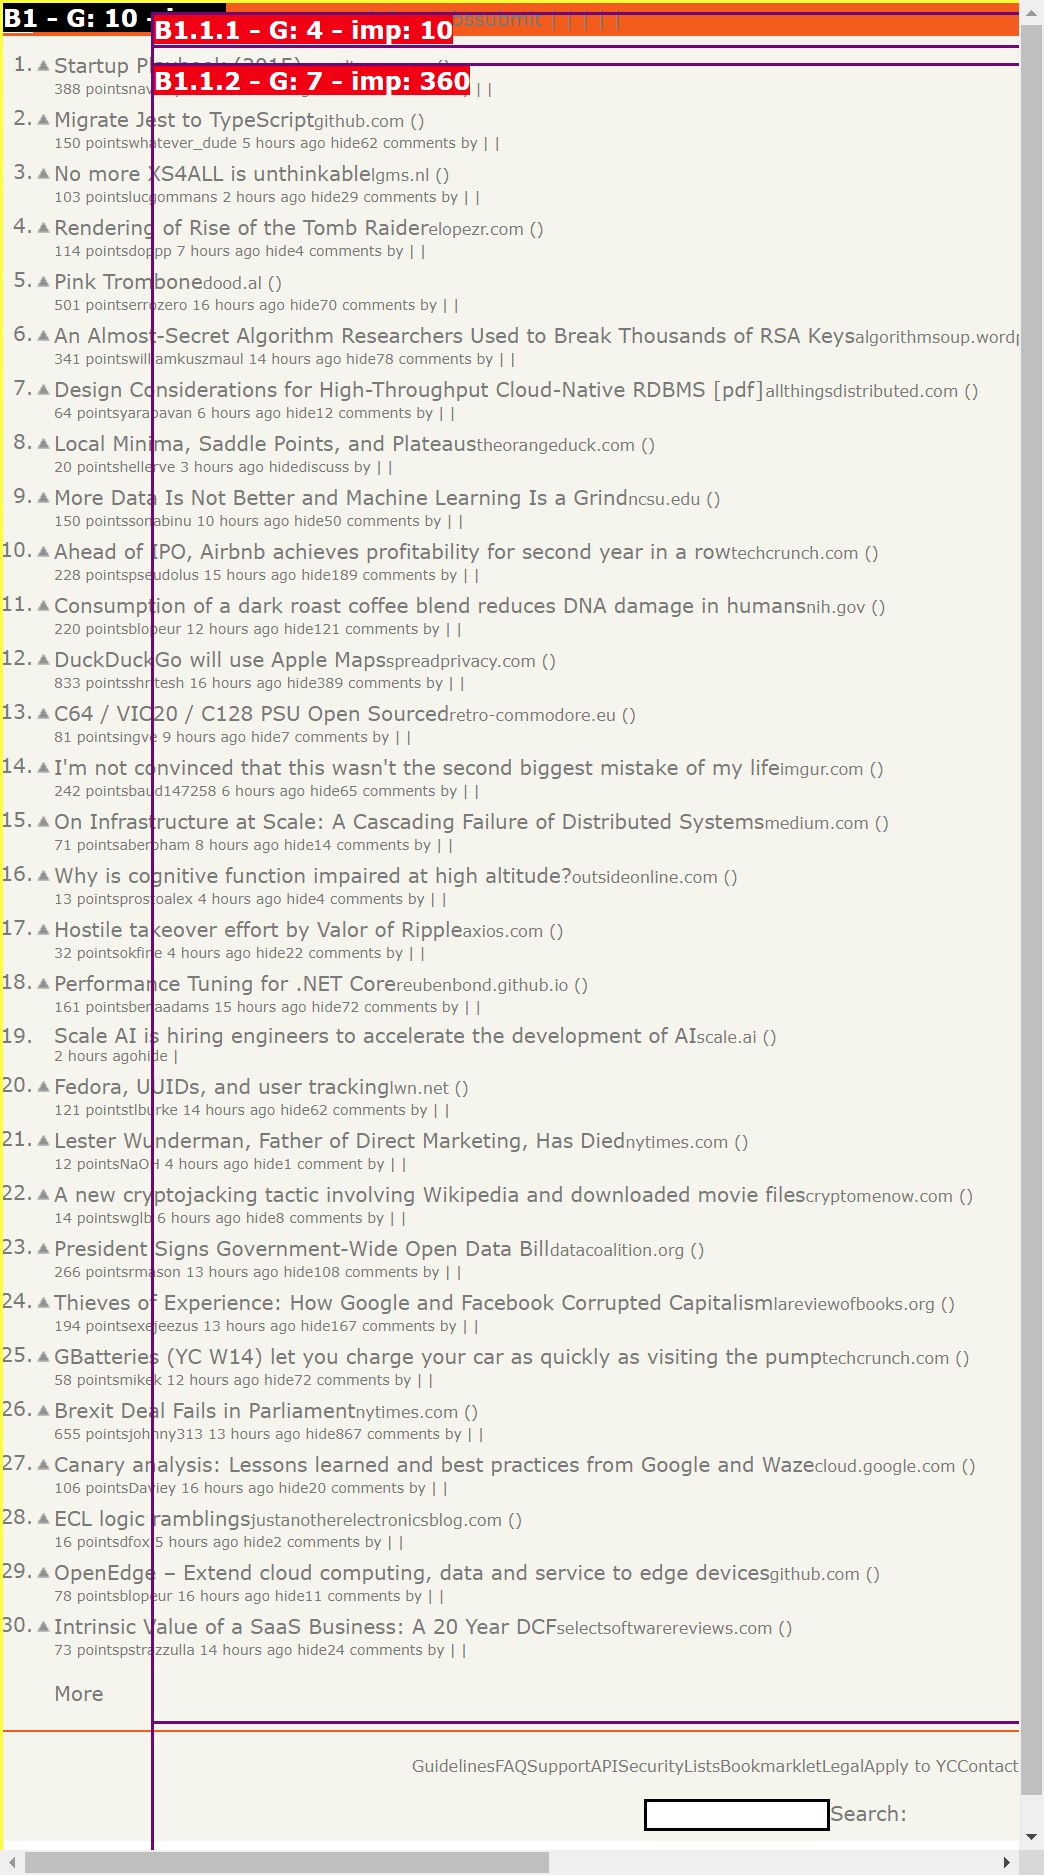 B1 - G: 10 -
submit | | | | |
B1.1.1 - G: 4 - imp: 10
1. Startup (2015)
B1.1.2 - G: 7 - imp: 360
388 points | |
2. Migrate Jest to TypeScriptgithub.com ()
150 pointswhatever_dude 5 hours ago hide62 comments by | |
3. No more XS4ALL is unthinkablelgms.nl ()
103 pointslucgommans 2 hours ago hide29 comments by | |
4. Rendering of Rise of the Tomb Raiderelopezr.com ()
114 pointsdoppp 7 hours ago hide4 comments by | |
5. Pink Trombonedood.al ()
501 pointserrozero 16 hours ago hide70 comments by | |
6. An Almost-Secret Algorithm Researchers Used to Break Thousands of RSA Keysalgorithmsoup.wordp
341 pointswilliamkuszmaul 14 hours ago hide78 comments by | |
7. Design Considerations for High-Throughput Cloud-Native RDBMS [pdf]allthingsdistributed.com ()
64 pointsyarapavan 6 hours ago hide12 comments by | |
8. Local Minima, Saddle Points, and Plateaustheorangeduck.com ()
20 pointshellerve 3 hours ago hidediscuss by | |
9. More Data Is Not Better and Machine Learning Is a Grindncsu.edu ()
150 pointssonabinu 10 hours ago hide50 comments by | |
10. Ahead of IPO, Airbnb achieves profitability for second year in a rowtechcrunch.com ()
228 pointspseudolus 15 hours ago hide189 comments by | |
11. Consumption of a dark roast coffee blend reduces DNA damage in humansnih.gov ()
220 pointsblopeur 12 hours ago hide121 comments by | |
12. DuckDuckGo will use Apple Mapsspreadprivacy.com ()
833 pointsshritesh 16 hours ago hide389 comments by | |
13. C64 / VIC20 / C128 PSU Open Sourcedretro-commodore.eu ()
81 pointsingve 9 hours ago hide7 comments by | |
14. I'm not convinced that this wasn't the second biggest mistake of my lifeimgur.com ()
242 pointsbaud147258 6 hours ago hide65 comments by | |
15. On Infrastructure at Scale: A Cascading Failure of Distributed Systemsmedium.com ()
71 pointsaberoham 8 hours ago hide14 comments by | |
16. Why is cognitive function impaired at high altitude?outsideonline.com ()
13 pointsprostoalex 4 hours ago hide4 comments by | |
17. Hostile takeover effort by Valor of Rippleaxios.com ()
32 pointsokfine 4 hours ago hide22 comments by | |
18. Performance Tuning for .NET Corereubenbond.github.io ()
161 pointsbenaadams 15 hours ago hide72 comments by | |
19. Scale AI is hiring engineers to accelerate the development of AIscale.ai ()
2 hours agohide |
20. Fedora, UUIDs, and user trackinglwn.net ()
121 pointstlburke 14 hours ago hide62 comments by | |
21. Lester Wunderman, Father of Direct Marketing, Has Diednytimes.com ()
12 pointsNaOH 4 hours ago hide1 comment by | |
22. A new cryptojacking tactic involving Wikipedia and downloaded movie filescryptomenow.com ()
14 pointswglb 6 hours ago hide8 comments by | |
23. President Signs Government-Wide Open Data Billdatacoalition.org ()
266 pointsrmason 13 hours ago hide108 comments by | |
24. Thieves of Experience: How Google and Facebook Corrupted Capitalismlareviewofbooks.org ()
194 pointsexejeezus 13 hours ago hide167 comments by | |
25. GBatteries (YC W14) let you charge your car as quickly as visiting the pumptechcrunch.com ()
58 pointsmikek 12 hours ago hide72 comments by | |
26. Brexit Deal Fails in Parliamentnytimes.com ()
655 pointsjohnny313 13 hours ago hide867 comments by | |
27. Canary analysis: Lessons learned and best practices from Google and Wazecloud.google.com ()
106 pointsDaviey 16 hours ago hide20 comments by | |
28. ECL logic ramblingsjustanotherelectronicsblog.com ()
16 pointsdfox 5 hours ago hide2 comments by | |
29. OpenEdge – Extend cloud computing, data and service to edge devicesgithub.com ()
78 pointsblopeur 16 hours ago hide11 comments by | |
30. Intrinsic Value of a SaaS Business: A 20 Year DCFselectsoftwarereviews.com ()
73 pointspstrazzulla 14 hours ago hide24 comments by | |
More
GuidelinesFAQSupportAPISecurityListsBookmarkletLegalApply to YCContact
Search: